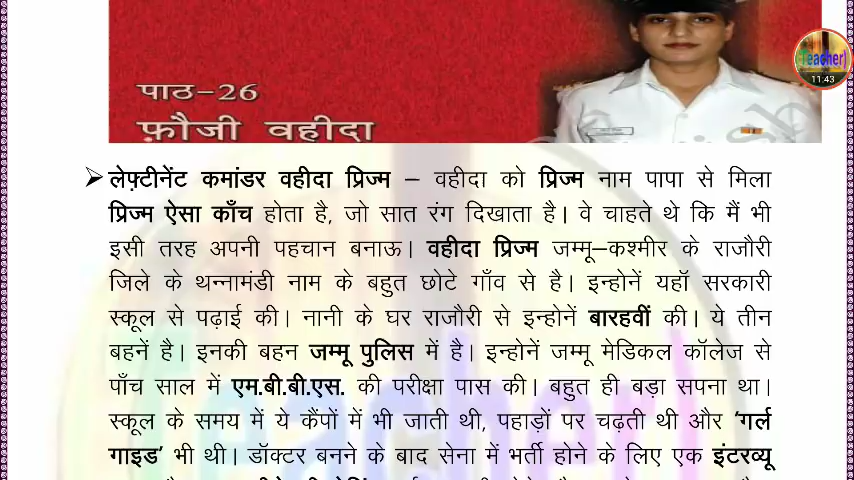 Teacher
11:43
पाठ-26
फ़ौजी वहीदा
➢ लेफ़्टीनेंट कमांडर वहीदा प्रिज्म – वहीदा को प्रिज्म नाम पापा से मिला
प्रिज्म ऐसा काँच होता है, जो सात रंग दिखाता है। वे चाहते थे कि मैं भी
इसी तरह अपनी पहचान बनाऊ। वहीदा प्रिज्म जम्मू–कश्मीर के राजौरी
जिले के थन्नामंडी नाम के बहुत छोटे गाँव से है। इन्होनें यहाँ सरकारी
स्कूल से पढ़ाई की। नानी के घर राजौरी से इन्होनें बारहवीं की। ये तीन
बहनें है। इनकी बहन जम्मू पुलिस में है। इन्होनें जम्मू मेडिकल कॉलेज से
पाँच साल में एम.बी.बी.एस. की परीक्षा पास की। बहुत ही बड़ा सपना था।
स्कूल के समय में ये कैंपों में भी जाती थी, पहाड़ों पर चढ़ती थी और ‘गर्ल
गाइड’ भी थी। डॉक्टर बनने के बाद सेना में भर्ती होने के लिए एक इंटरव्यू